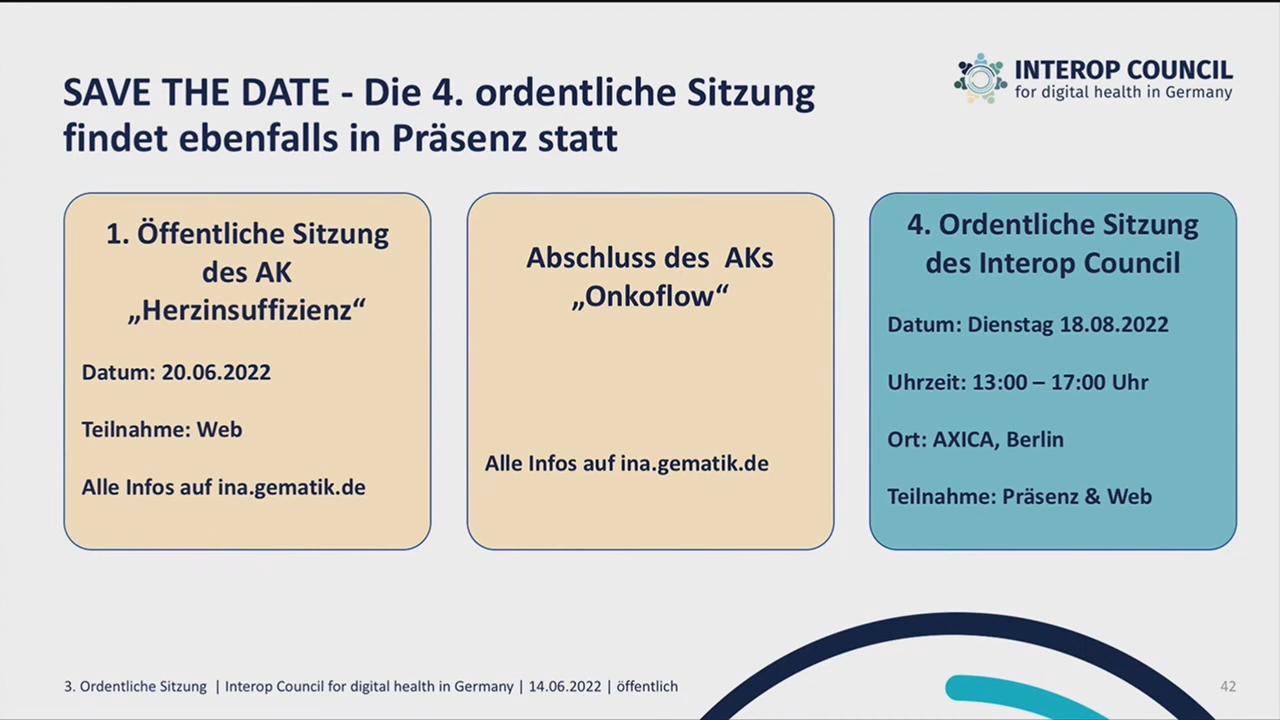 SAVE THE DATE - Die 4. ordentliche Sitzung
findet ebenfalls in Präsenz statt
INTEROP COUNCIL
for digital health in Germany
1. Öffentliche Sitzung
des AK
„Herzinsuffizienz“
Datum: 20.06.2022
Teilnahme: Web
Alle Infos auf ina.gematik.de
Abschluss des AKs
„Onkoflow“
Alle Infos auf ina.gematik.de
4. Ordentliche Sitzung
des Interop Council
Datum: Dienstag 18.08.2022
Uhrzeit: 13:00 – 17:00 Uhr
Ort: AXICA, Berlin
Teilnahme: Präsenz & Web
3. Ordentliche Sitzung | Interop Council for digital health in Germany | 14.06.2022 | öffentlich
42